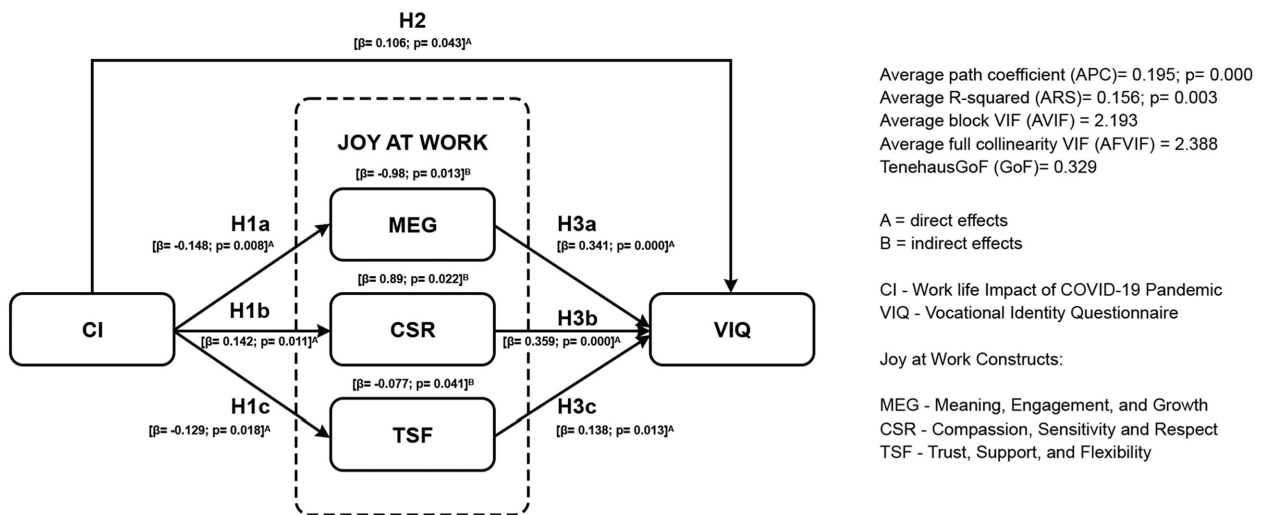 H2
[β= 0.106; p= 0.043]ᴬ
JOY AT WORK
[β= -0.98; p= 0.013]ᴮ
MEG
H1a
[β= -0.148; p= 0.008]ᴬ
H3a
[β= 0.341; p= 0.000]ᴬ
[β= 0.89; p= 0.022]ᴮ
CI
H1b
[β= 0.142; p= 0.011]ᴬ
CSR
H3b
[β= 0.359; p= 0.000]ᴬ
VIQ
[β= -0.077; p= 0.041]ᴮ
H1c
[β= -0.129; p= 0.018]ᴬ
TSF
H3c
[β= 0.138; p= 0.013]ᴬ
Average path coefficient (APC)= 0.195; p= 0.000
Average R-squared (ARS)= 0.156; p= 0.003
Average block VIF (AVIF) = 2.193
Average full collinearity VIF (AFVIF) = 2.388
TenehausGoF (GoF)= 0.329
A = direct effects
B = indirect effects
CI - Work life Impact of COVID-19 Pandemic
VIQ - Vocational Identity Questionnaire
Joy at Work Constructs:
MEG - Meaning, Engagement, and Growth
CSR - Compassion, Sensitivity and Respect
TSF - Trust, Support, and Flexibility